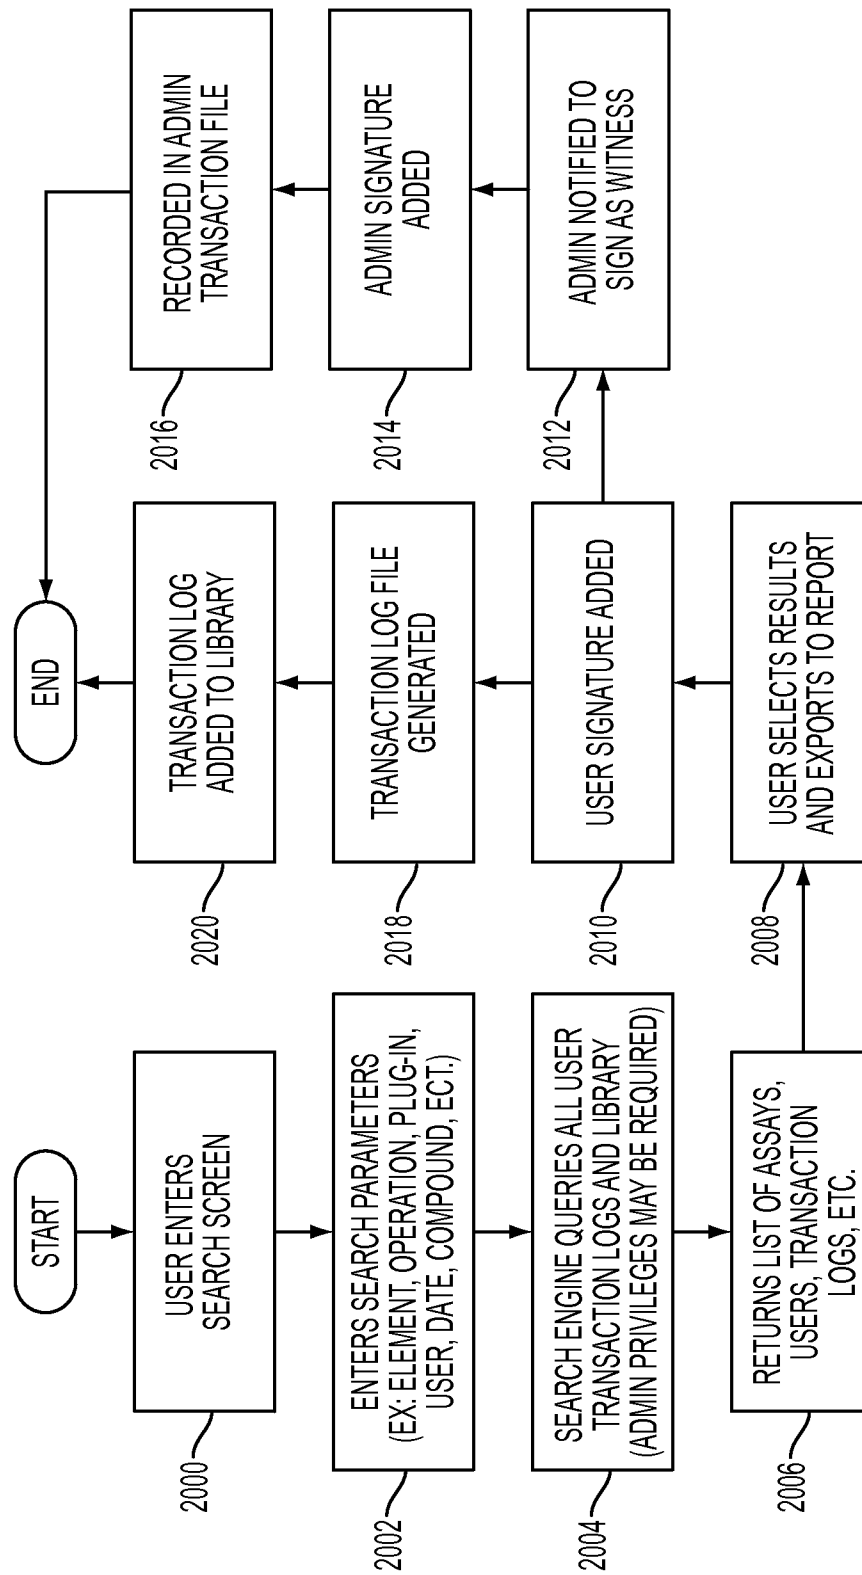 START
2000
USER ENTERS
SEARCH SCREEN
2002
ENTERS SEARCH PARAMETERS
(EX: ELEMENT, OPERATION, PLUG-IN,
USER, DATE, COMPOUND, ECT.)
2004
SEARCH ENGINE QUERIES ALL USER
TRANSACTION LOGS AND LIBRARY
(ADMIN PRIVILEGES MAY BE REQUIRED)
2006
RETURNS LIST OF ASSAYS,
USERS, TRANSACTION
LOGS, ETC.
2008
USER SELECTS RESULTS
AND EXPORTS TO REPORT
2010
USER SIGNATURE ADDED
2018
TRANSACTION LOG FILE
GENERATED
2020
TRANSACTION LOG
ADDED TO LIBRARY
END
2012
ADMIN NOTIFIED TO
SIGN AS WITNESS
2014
ADMIN SIGNATURE
ADDED
2016
RECORDED IN ADMIN
TRANSACTION FILE